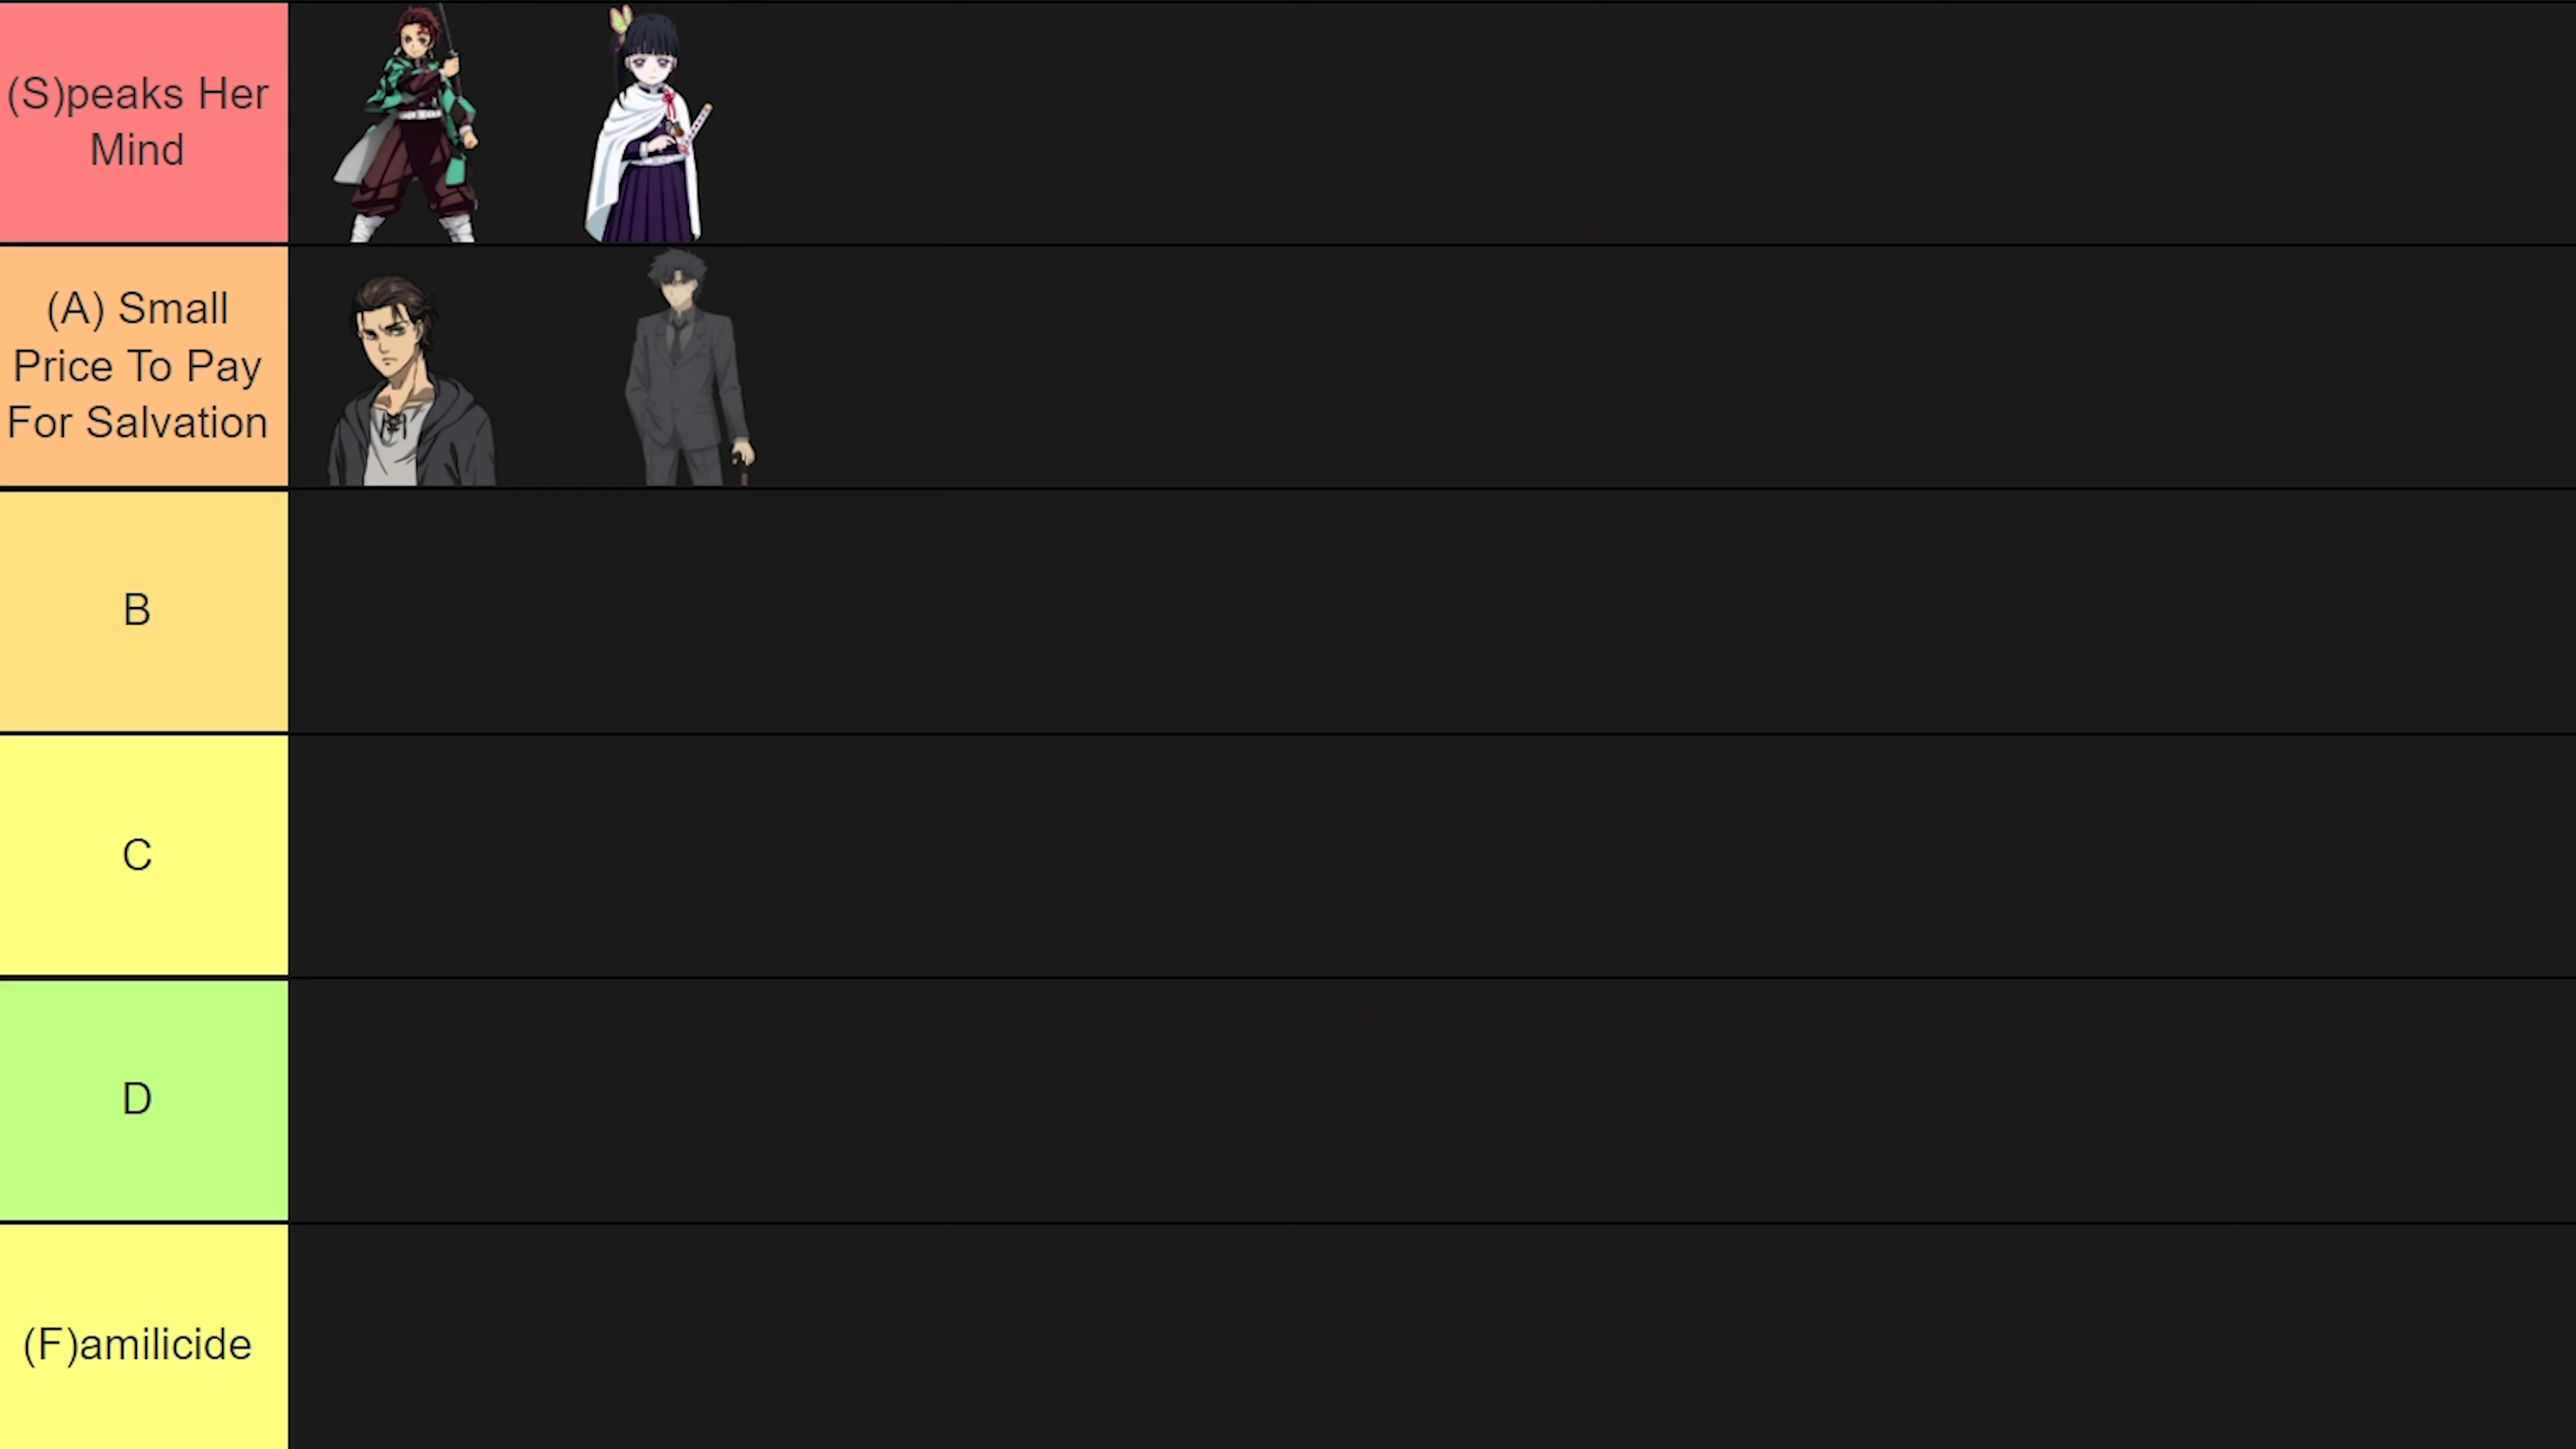 (S)peaks Her
Mind
(A) Small
Price To Pay
For Salvation
B
C
D
(F)amilicide